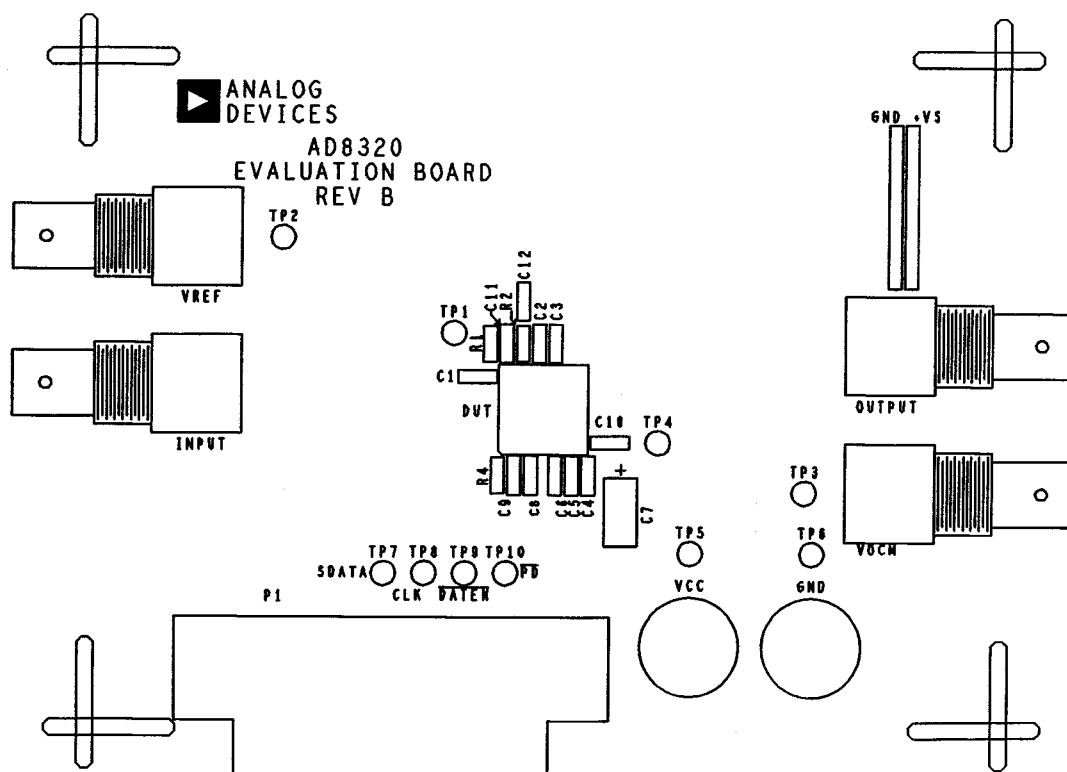 ANALOG
DEVICES
AD8320
EVALUATION BOARD
REV B
GND +VS
TP2
VREF
INPUT
C12
C11
R2
C2
C3
TP1
R1
C1
DUT
C10
TP4
OUTPUT
R4
C9
C8
C6
C5
C4
+
C7
TP3
VOCM
TP5
TP6
TP7 TP8 TP9 TP10
SDATA
PD
CLK
DATEN
P1
VCC
GND